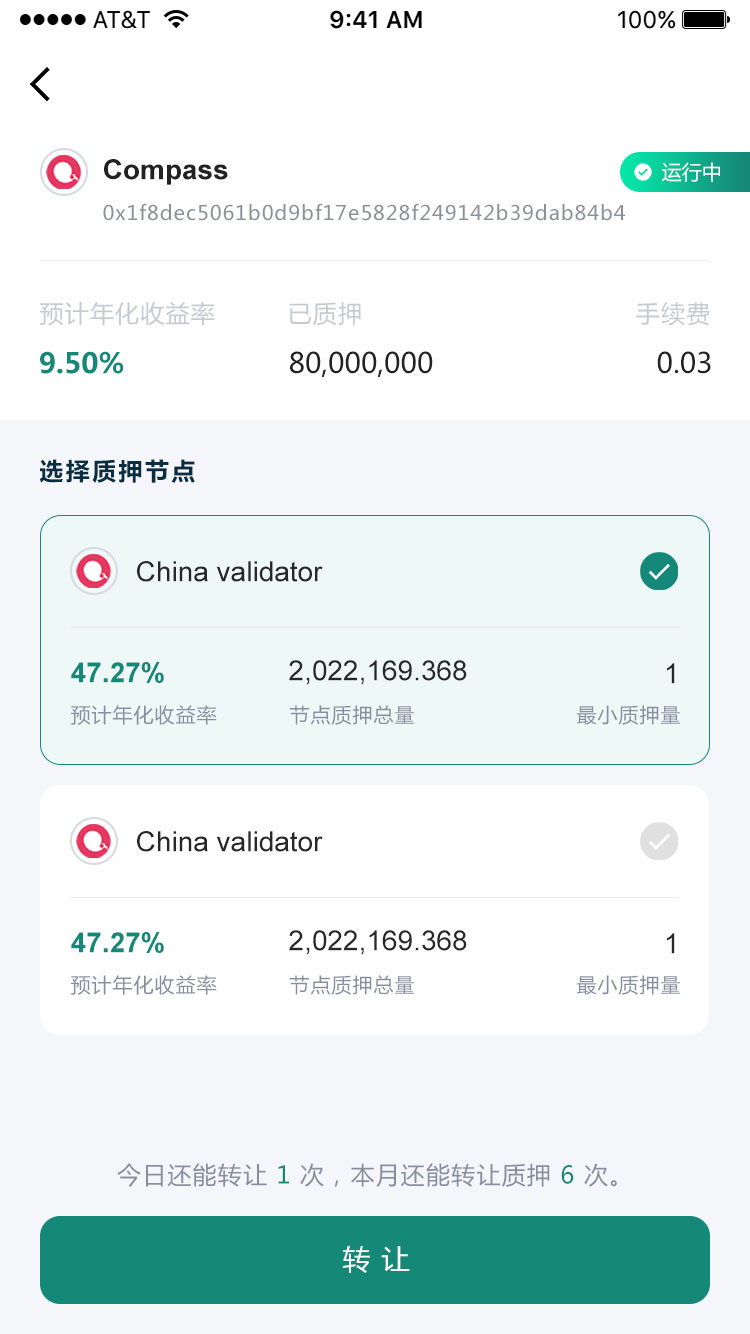 AT&T 9:41 AM 100%
Compass
运行中
0x1f8dec5061b0d9bf17e5828f249142b39dab84b4
预计年化收益率 已质押 手续费
9.50% 80,000,000 0.03
选择质押节点
China validator
47.27% 2,022,169.368 1
预计年化收益率 节点质押总量 最小质押量
China validator
47.27% 2,022,169.368 1
预计年化收益率 节点质押总量 最小质押量
今日还能转让 1 次，本月还能转让质押 6 次。
转 让